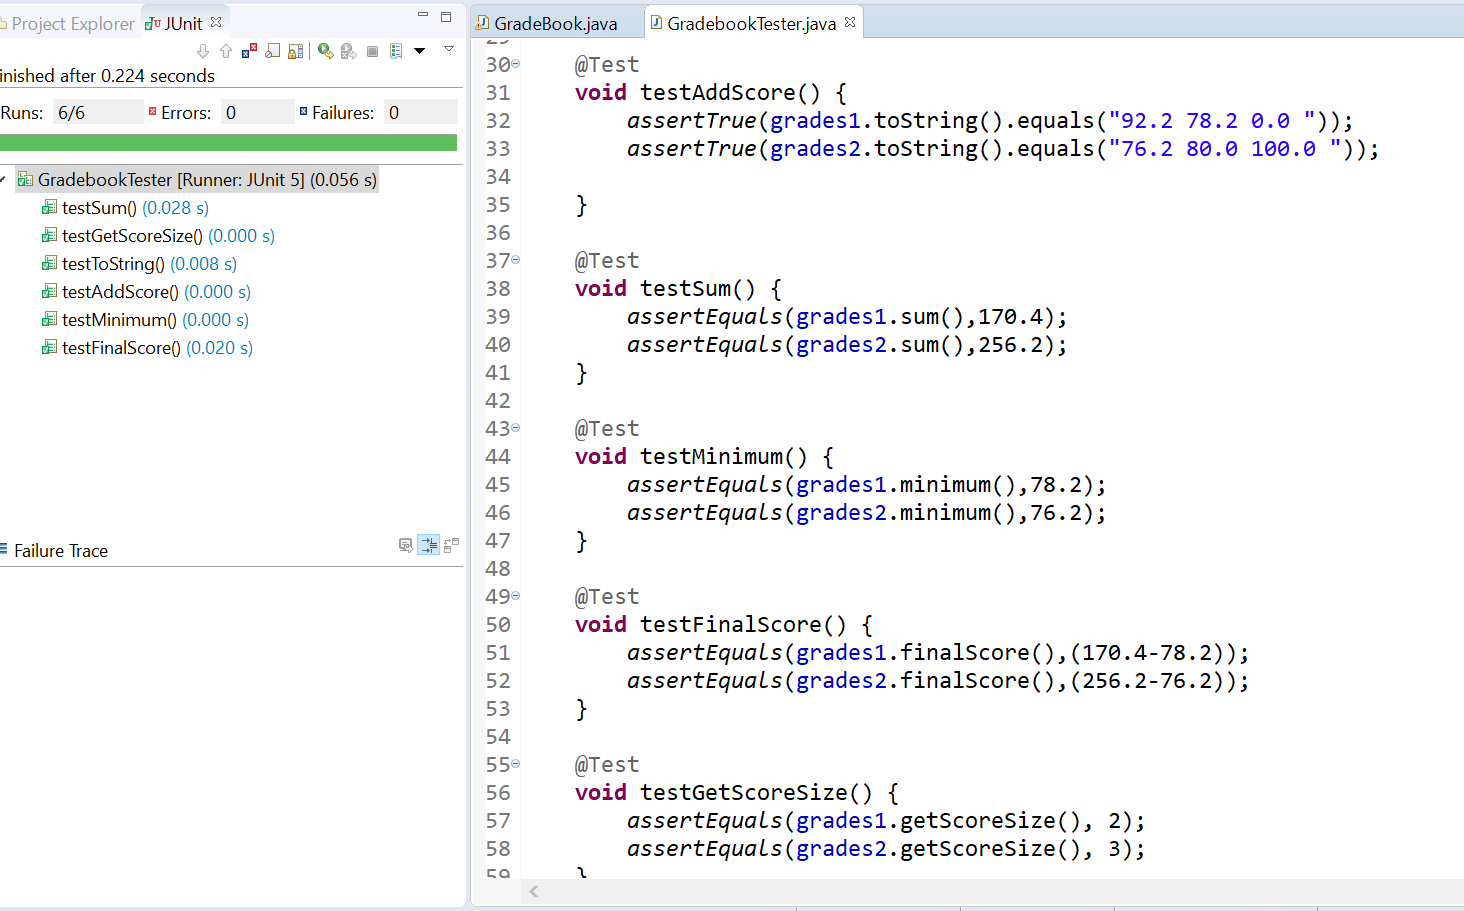 Project Explorer JUnit
inished after 0.224 seconds
Runs: 6/6 Errors: 0 Failures: 0
GradebookTester [Runner: JUnit 5] (0.056 s)
testSum() (0.028 s)
testGetScoreSize() (0.000 s)
testToString() (0.008 s)
testAddScore() (0.000 s)
testMinimum() (0.000 s)
testFinalScore() (0.020 s)
Failure Trace
GradeBook.java GradebookTester.java
29
30 @Test
31 void testAddScore() {
32 assertTrue(grades1.toString().equals("92.2 78.2 0.0 "));
33 assertTrue(grades2.toString().equals("76.2 80.0 100.0 "));
34
35 }
36
37 @Test
38 void testSum() {
39 assertEquals(grades1.sum(),170.4);
40 assertEquals(grades2.sum(),256.2);
41 }
42
43 @Test
44 void testMinimum() {
45 assertEquals(grades1.minimum(),78.2);
46 assertEquals(grades2.minimum(),76.2);
47 }
48
49 @Test
50 void testFinalScore() {
51 assertEquals(grades1.finalScore(),(170.4-78.2));
52 assertEquals(grades2.finalScore(),(256.2-76.2));
53 }
54
55 @Test
56 void testGetScoreSize() {
57 assertEquals(grades1.getScoreSize(), 2);
58 assertEquals(grades2.getScoreSize(), 3);
59 }